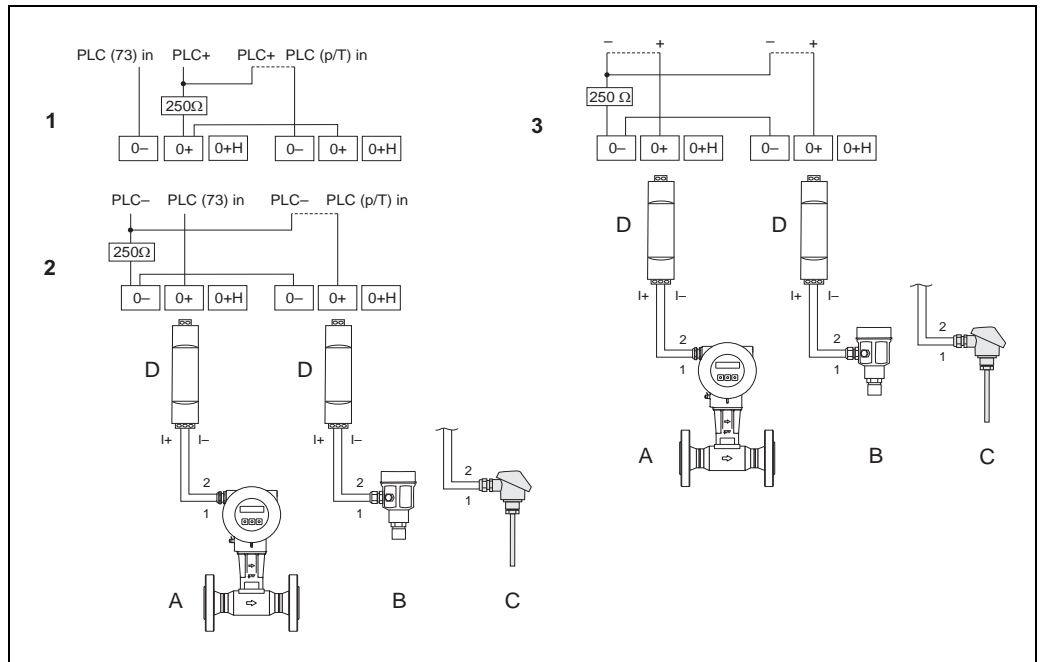 PLC (73) in PLC+ PLC+ PLC (p/T) in
250Ω
1
0– 0+ 0+H 0– 0+ 0+H
PLC– PLC (73) in PLC– PLC (p/T) in
250Ω
2
0– 0+ 0+H 0– 0+ 0+H
D D
I+ I– I+ I–
2 2 2
1 1 1
A B C
– + – +
250 Ω
3
0– 0+ 0+H 0– 0+ 0+H
D D
I+ I– I+ I–
2 2 2
1 1 1
A B C